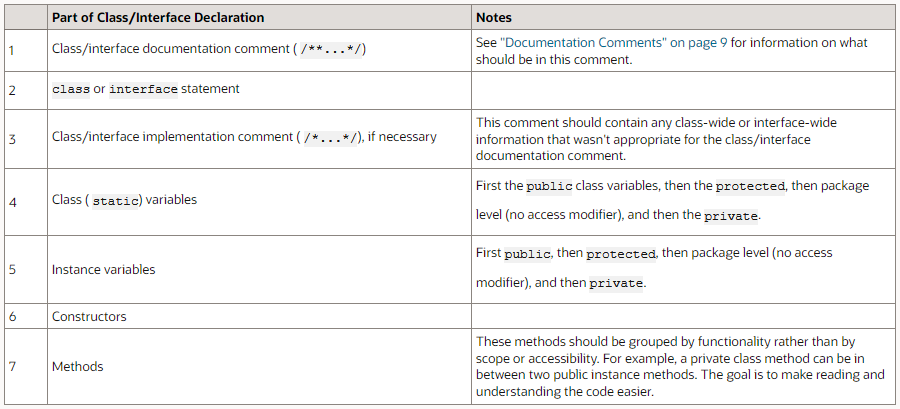 Part of Class/Interface Declaration
Notes
1
Class/interface documentation comment ( /**...*/)
See "Documentation Comments" on page 9 for information on what
should be in this comment.
2
class or interface statement
3
Class/interface implementation comment ( /*...*/), if necessary
This comment should contain any class-wide or interface-wide
information that wasn't appropriate for the class/interface
documentation comment.
4
Class ( static) variables
First the public class variables, then the protected, then package
level (no access modifier), and then the private.
5
Instance variables
First public, then protected, then package level (no access
modifier), and then private.
6
Constructors
7
Methods
These methods should be grouped by functionality rather than by
scope or accessibility. For example, a private class method can be in
between two public instance methods. The goal is to make reading and
understanding the code easier.